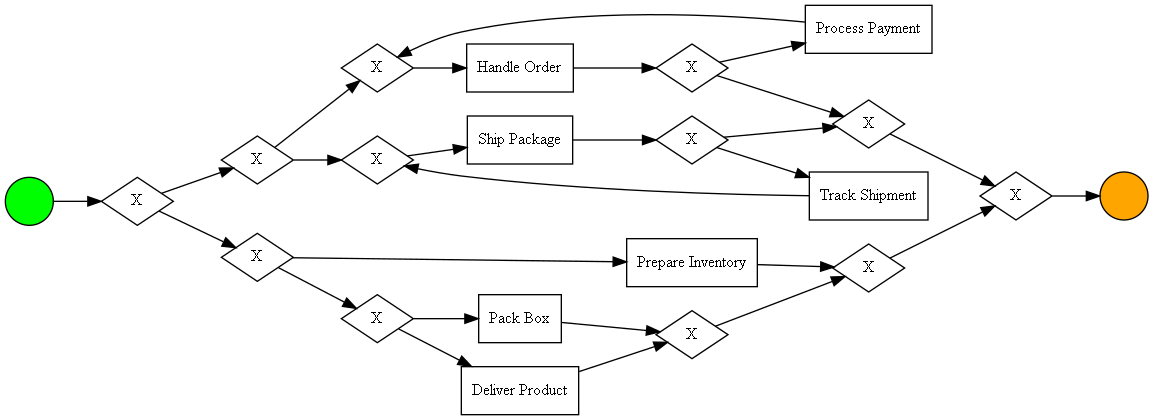 Process Payment
X
Handle Order
X
X
Ship Package
X
X
X
X
Track Shipment
X
X
X
Prepare Inventory
X
X
Pack Box
X
Deliver Product